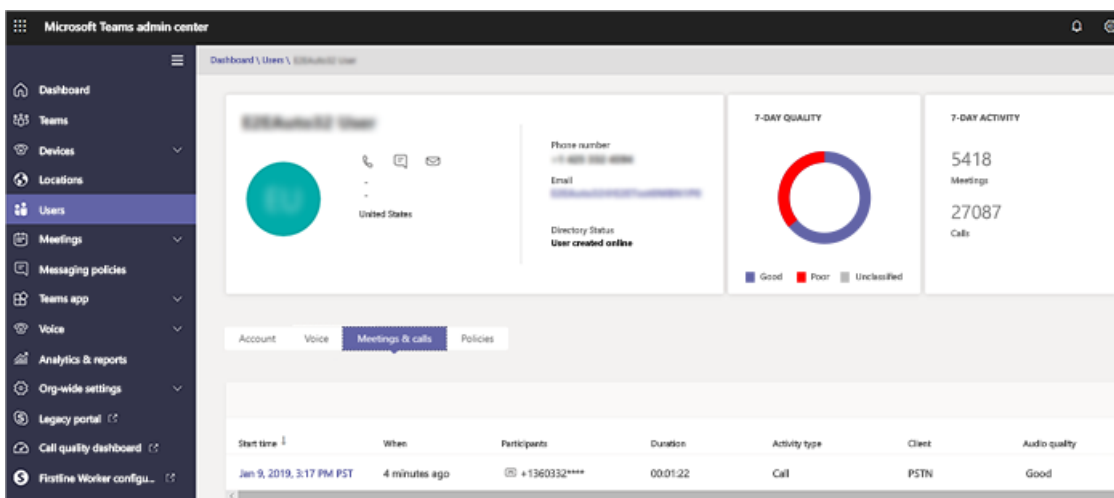 Microsoft Teams admin center
Dashboard \ Users \
Dashboard
Teams
Devices
Locations
Users
Meetings
Messaging policies
Teams app
Voice
Analytics & reports
Org-wide settings
Legacy portal
Call quality dashboard
Firstline Worker configu...
United States
Phone number
Email
Directory Status
User created online
7-DAY QUALITY
Good Poor Unclassified
7-DAY ACTIVITY
5418
Meetings
27087
Calls
Account Voice Meetings & calls Policies
Start time ↓ When Participants Duration Activity type Client Audio quality
Jan 9, 2019, 3:17 PM PST 4 minutes ago +1360332**** 00:01:22 Call PSTN Good